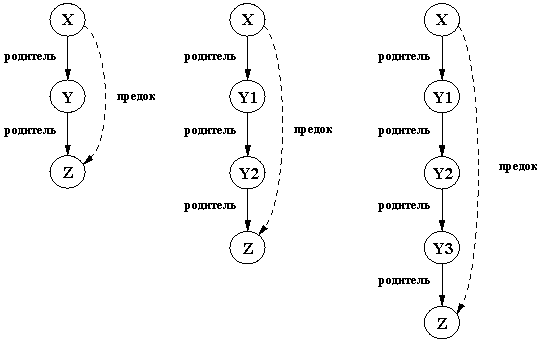 X
родитель
Y
предок
родитель
Z
X
родитель
Y1
родитель
предок
Y2
родитель
Z
X
родитель
Y1
родитель
предок
Y2
родитель
Y3
родитель
Z